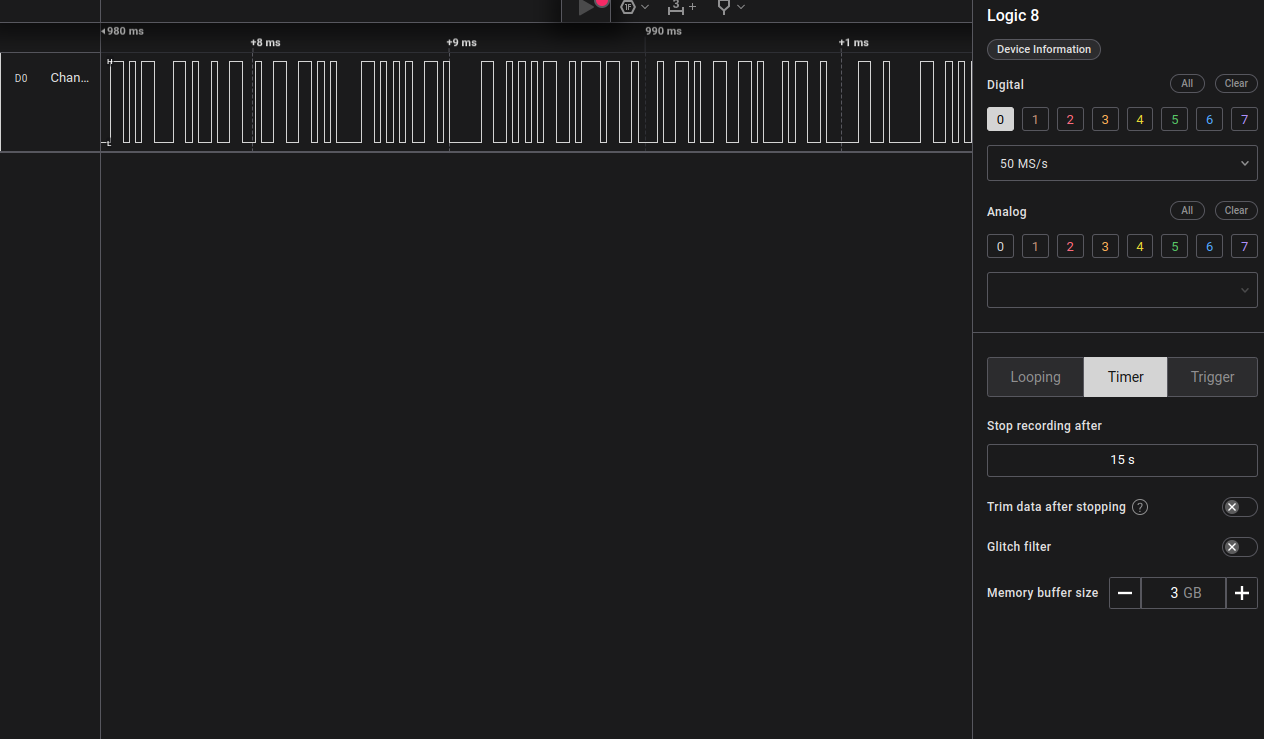 3 +
1F
Logic 8
980 ms
+8 ms
+9 ms
990 ms
+1 ms
Device Information
D0 Chan...
H
L
Digital All Clear
0 1 2 3 4 5 6 7
50 MS/s
Analog All Clear
0 1 2 3 4 5 6 7
Looping Timer Trigger
Stop recording after
15 s
Trim data after stopping ?
Glitch filter
Memory buffer size 3 GB